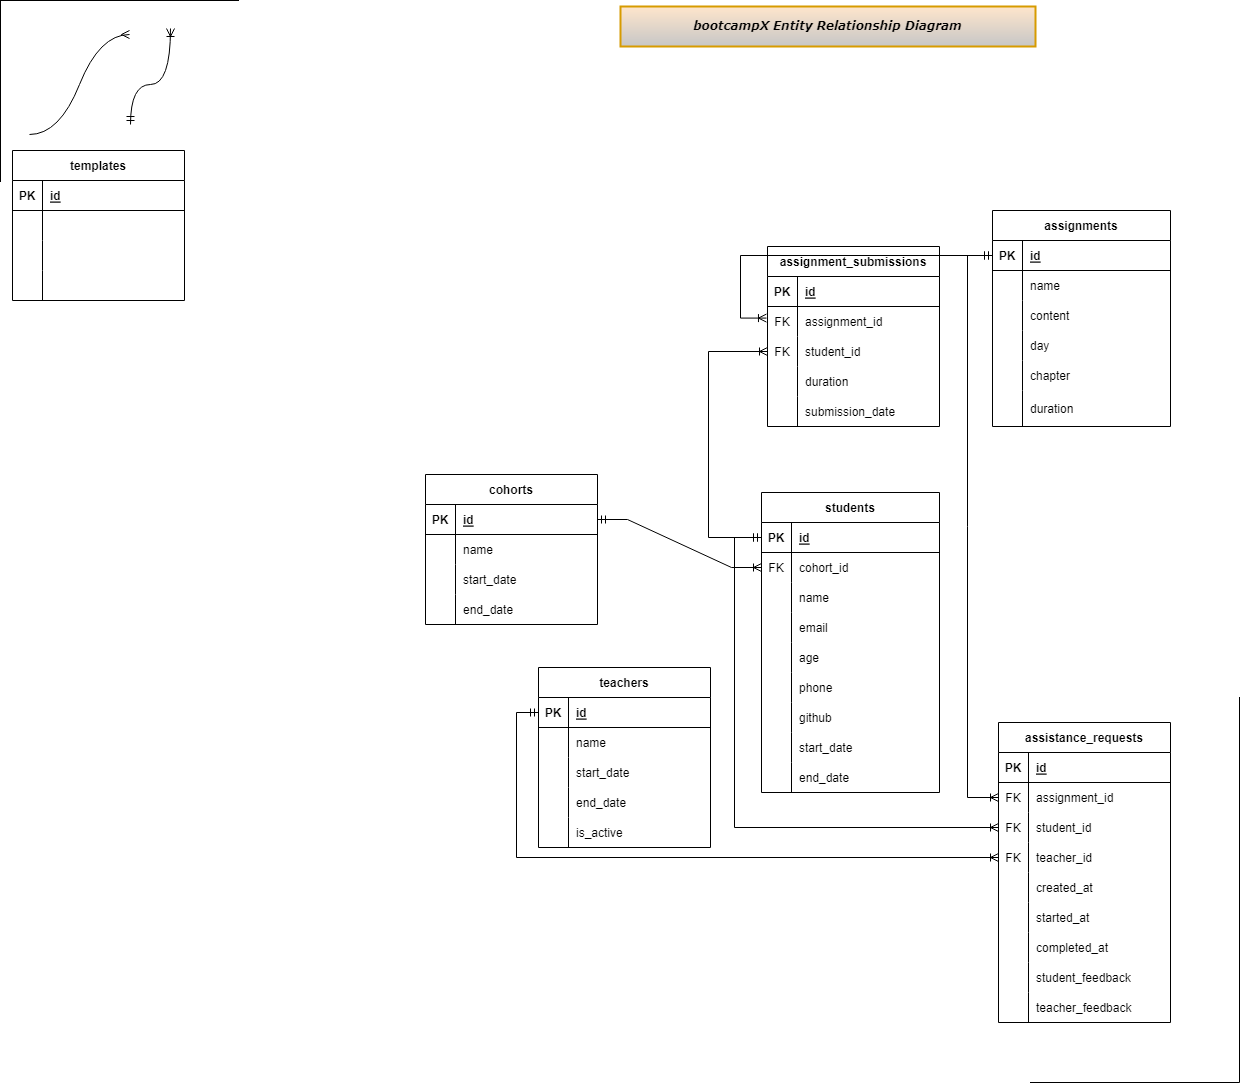 bootcampX Entity Relationship Diagram
templates
PK id
assignments
PK id
name
content
day
chapter
duration
assignment_submissions
PK id
FK assignment_id
FK student_id
duration
submission_date
cohorts
PK id
name
start_date
end_date
students
PK id
FK cohort_id
name
email
age
phone
github
start_date
end_date
teachers
PK id
name
start_date
end_date
is_active
assistance_requests
PK id
FK assignment_id
FK student_id
FK teacher_id
created_at
started_at
completed_at
student_feedback
teacher_feedback